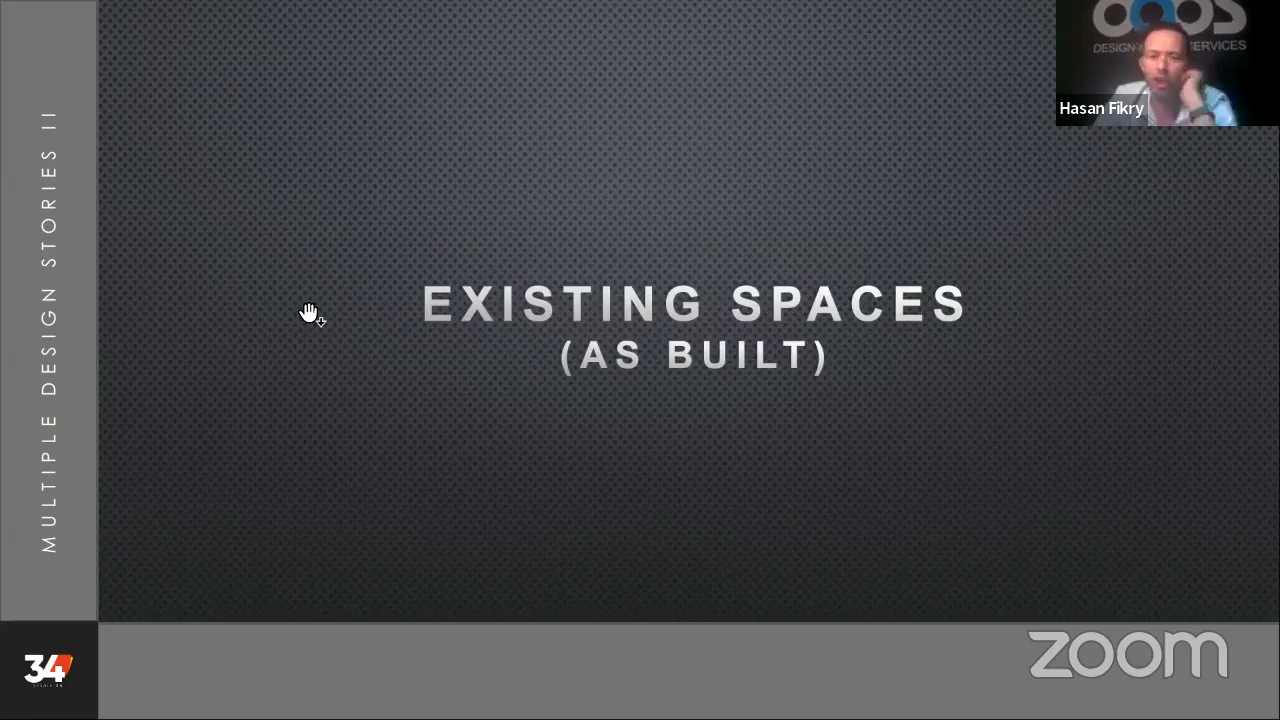 MULTIPLE DESIGN STORIES II
DESIGN SERVICES
Hasan Fikry
EXISTING SPACES
(AS BUILT)
34
zoom